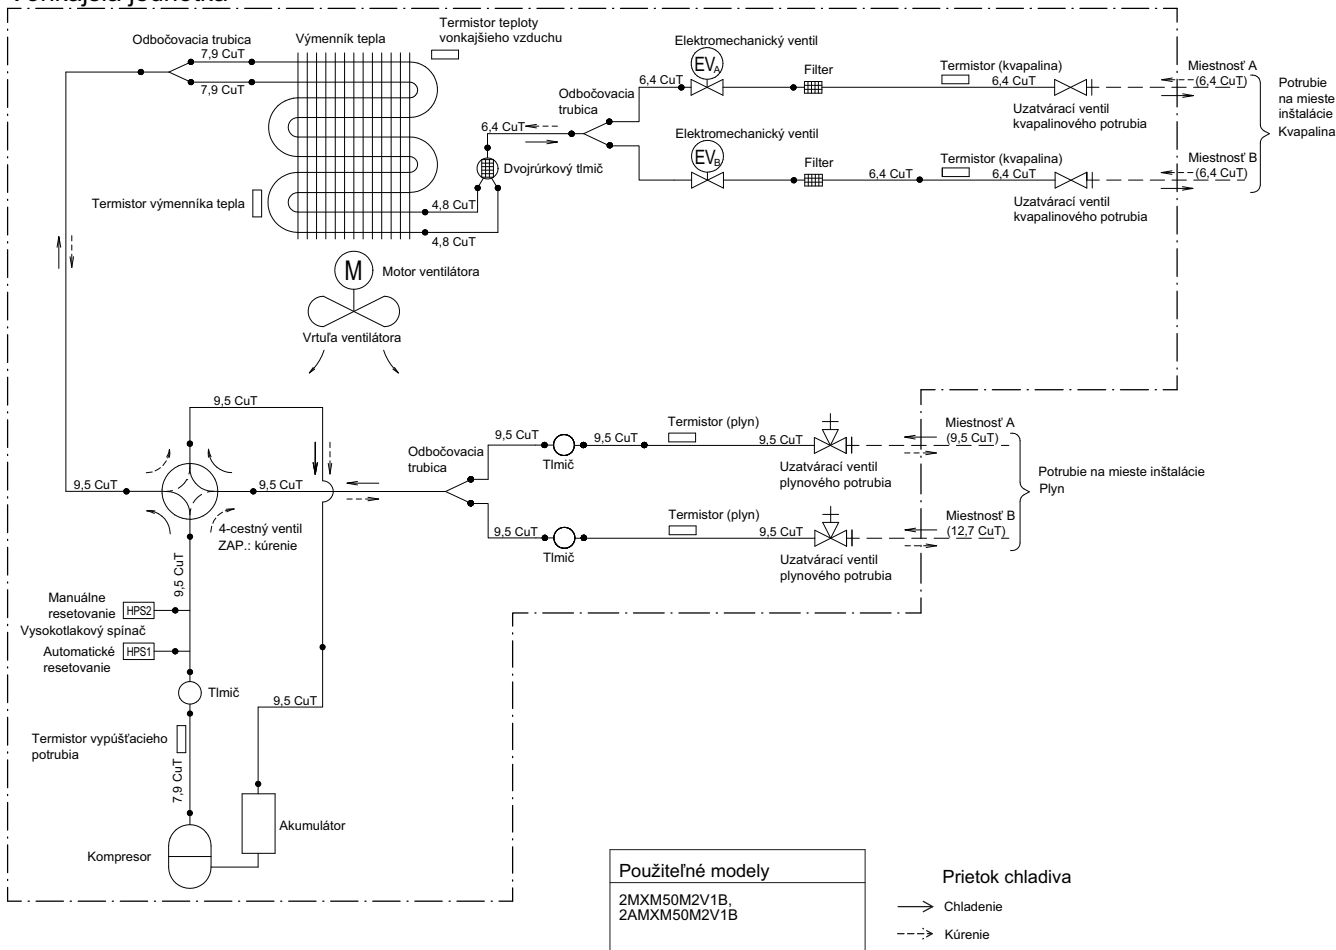 Vonkajšia jednotka
Termistor teploty
vonkajšieho vzduchu
Odbočovacia trubica
Výmenník tepla
7,9 CuT
7,9 CuT
Elektromechanický ventil
EVA
6,4 CuT
Filter
Termistor (kvapalina)
6,4 CuT
Uzatvárací ventil
kvapalinového potrubia
Miestnosť A
(6,4 CuT)
Potrubie
na mieste
inštalácie
Kvapalina
Odbočovacia
trubica
6,4 CuT
Elektromechanický ventil
EVB
Filter
6,4 CuT
Termistor (kvapalina)
6,4 CuT
Uzatvárací ventil
kvapalinového potrubia
Miestnosť B
(6,4 CuT)
Dvojrúrkový tlmič
Termistor výmenníka tepla
4,8 CuT
4,8 CuT
M
Motor ventilátora
Vrtuľa ventilátora
9,5 CuT
9,5 CuT
9,5 CuT
4-cestný ventil
ZAP.: kúrenie
Odbočovacia
trubica
9,5 CuT
Tlmič
9,5 CuT
Termistor (plyn)
9,5 CuT
Uzatvárací ventil
plynového potrubia
Miestnosť A
(9,5 CuT)
Potrubie na mieste inštalácie
Plyn
9,5 CuT
Tlmič
Termistor (plyn)
9,5 CuT
Uzatvárací ventil
plynového potrubia
Miestnosť B
(12,7 CuT)
9,5 CuT
Manuálne
resetovanie
HPS2
Vysokotlakový spínač
Automatické
resetovanie
HPS1
Tlmič
9,5 CuT
Termistor vypúšťacieho
potrubia
7,9 CuT
Akumulátor
Kompresor
Použiteľné modely
2MXM50M2V1B,
2AMXM50M2V1B
Prietok chladiva
Chladenie
Kúrenie